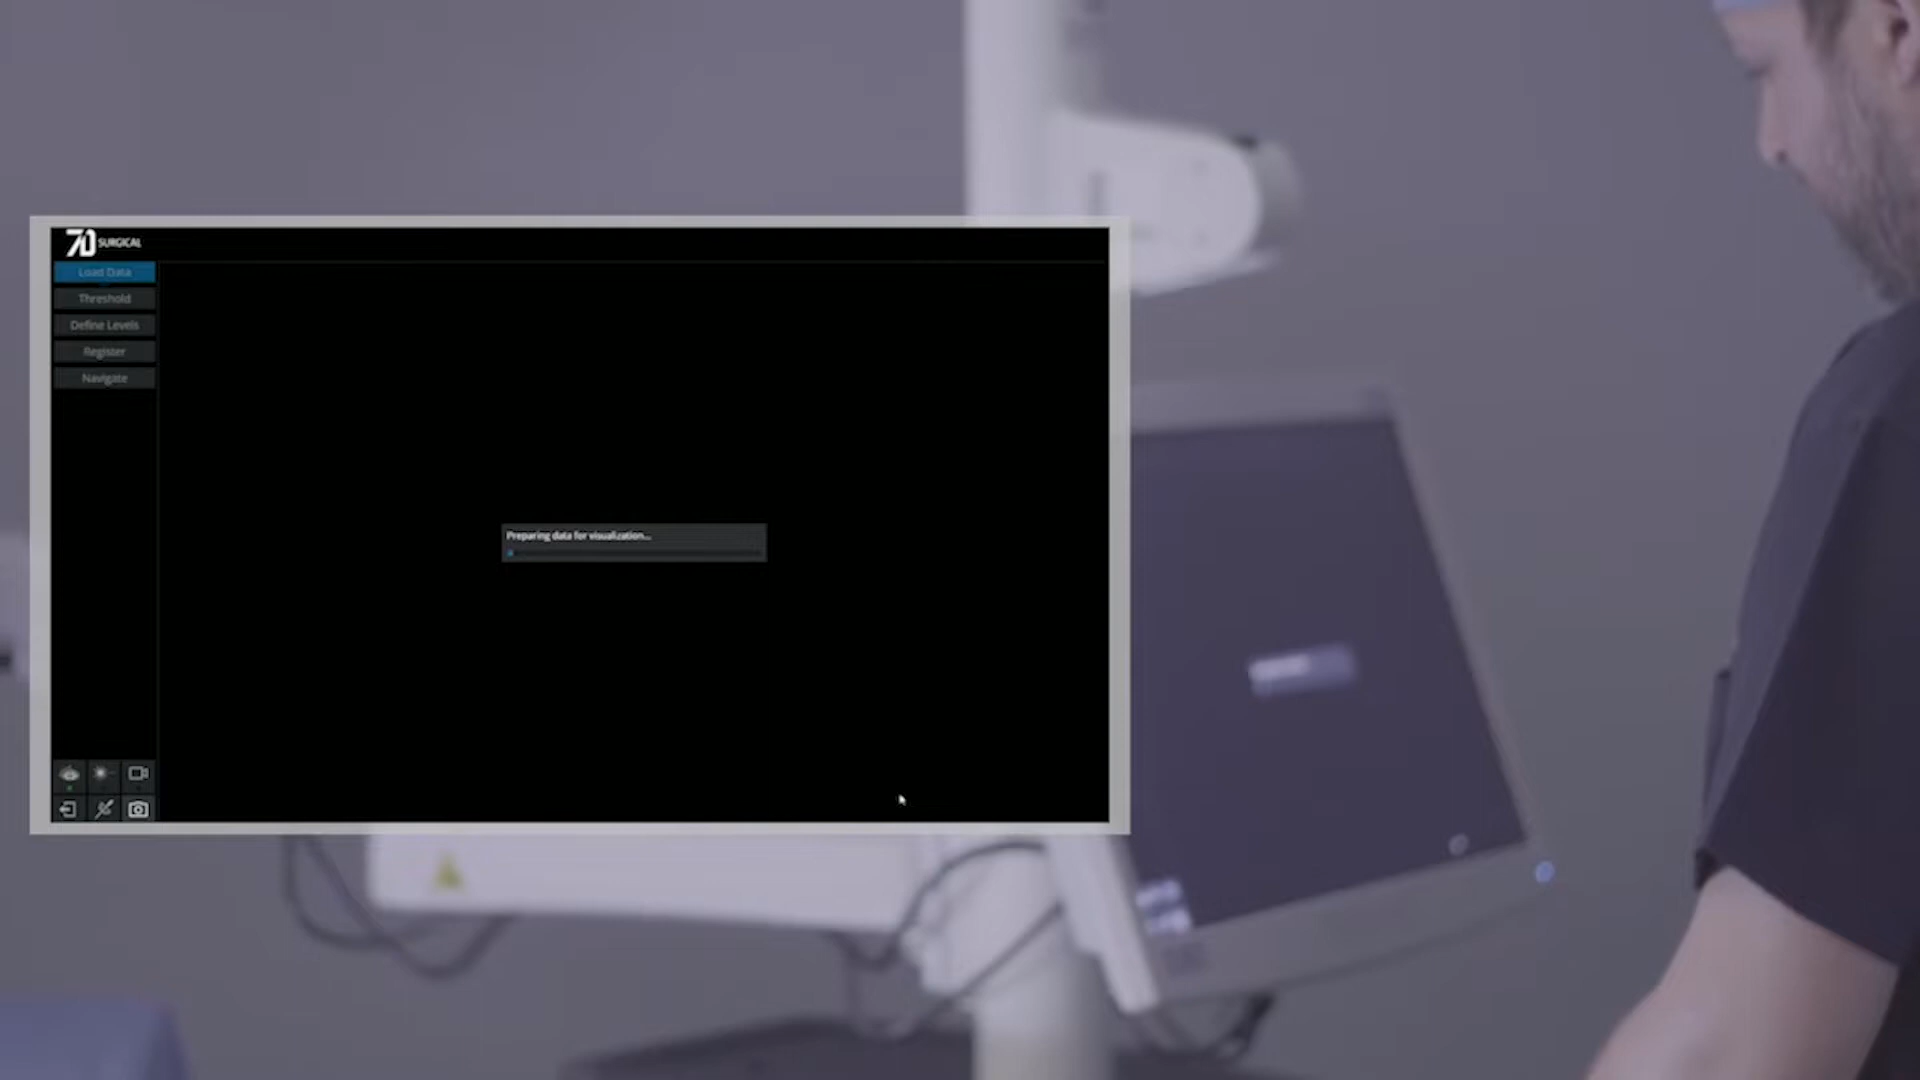 7D SURGICAL
Load Data
Threshold
Define Levels
Register
Navigate
Preparing data for visualization...